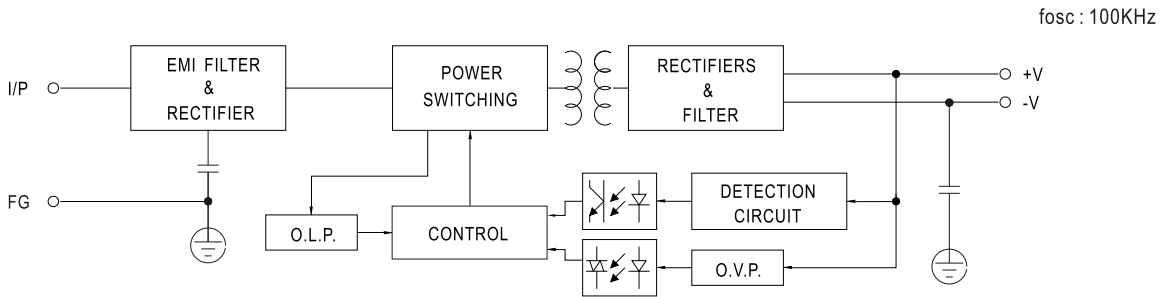 fosc : 100KHz
I/P
EMI FILTER
&
RECTIFIER
POWER
SWITCHING
RECTIFIERS
&
FILTER
+V
-V
FG
O.L.P.
CONTROL
DETECTION
CIRCUIT
O.V.P.